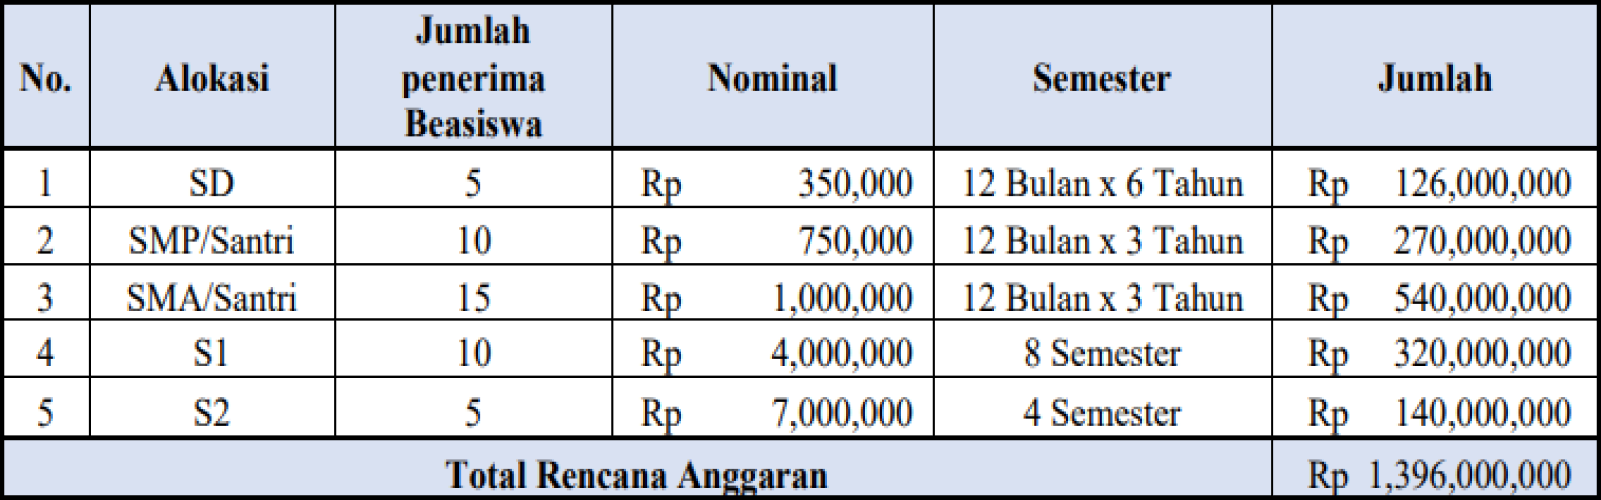 No. Alokasi Jumlah penerima Beasiswa Nominal Semester Jumlah
1 SD 5 Rp 350,000 12 Bulan x 6 Tahun Rp 126,000,000
2 SMP/Santri 10 Rp 750,000 12 Bulan x 3 Tahun Rp 270,000,000
3 SMA/Santri 15 Rp 1,000,000 12 Bulan x 3 Tahun Rp 540,000,000
4 S1 10 Rp 4,000,000 8 Semester Rp 320,000,000
5 S2 5 Rp 7,000,000 4 Semester Rp 140,000,000
Total Rencana Anggaran Rp 1,396,000,000